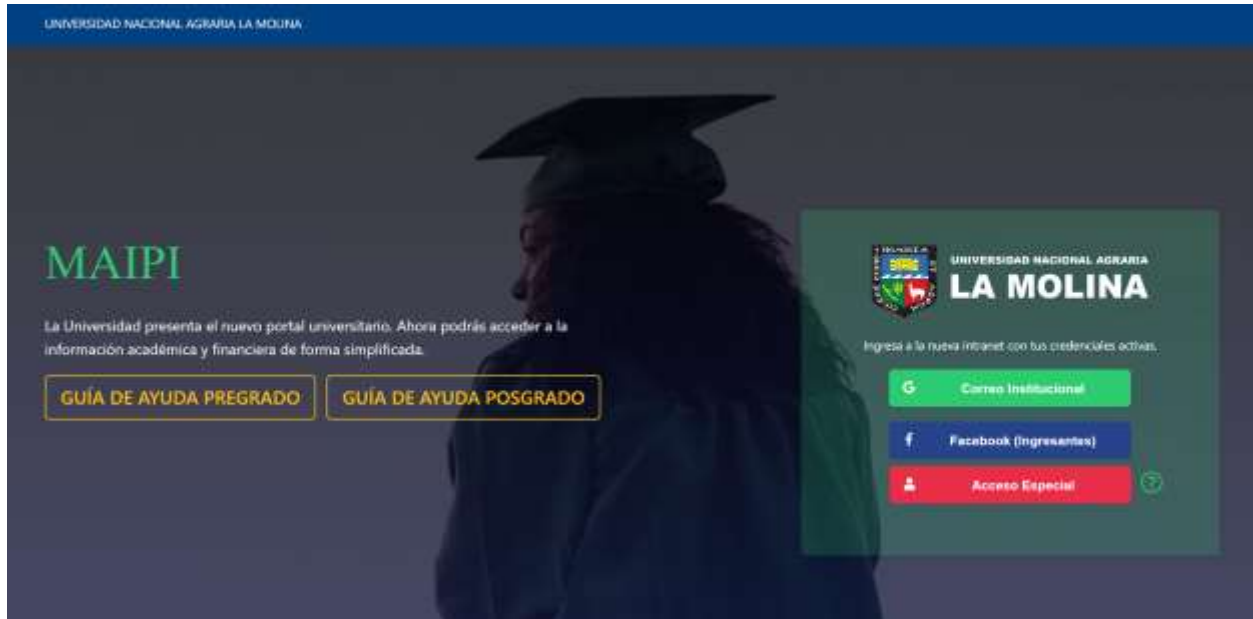 UNIVERSIDAD NACIONAL AGRARIA LA MOLINA
MAIPI
La Universidad presenta el nuevo portal universitario. Ahora podrás acceder a la
información académica y financiera de forma simplificada.
GUÍA DE AYUDA PREGRADO
GUÍA DE AYUDA POSGRADO
UNIVERSIDAD NACIONAL AGRARIA
LA MOLINA
Ingresa a la nueva intranet con tus credenciales activas.
G Correo Institucional
f Facebook (Ingresantes)
Acceso Especial ?